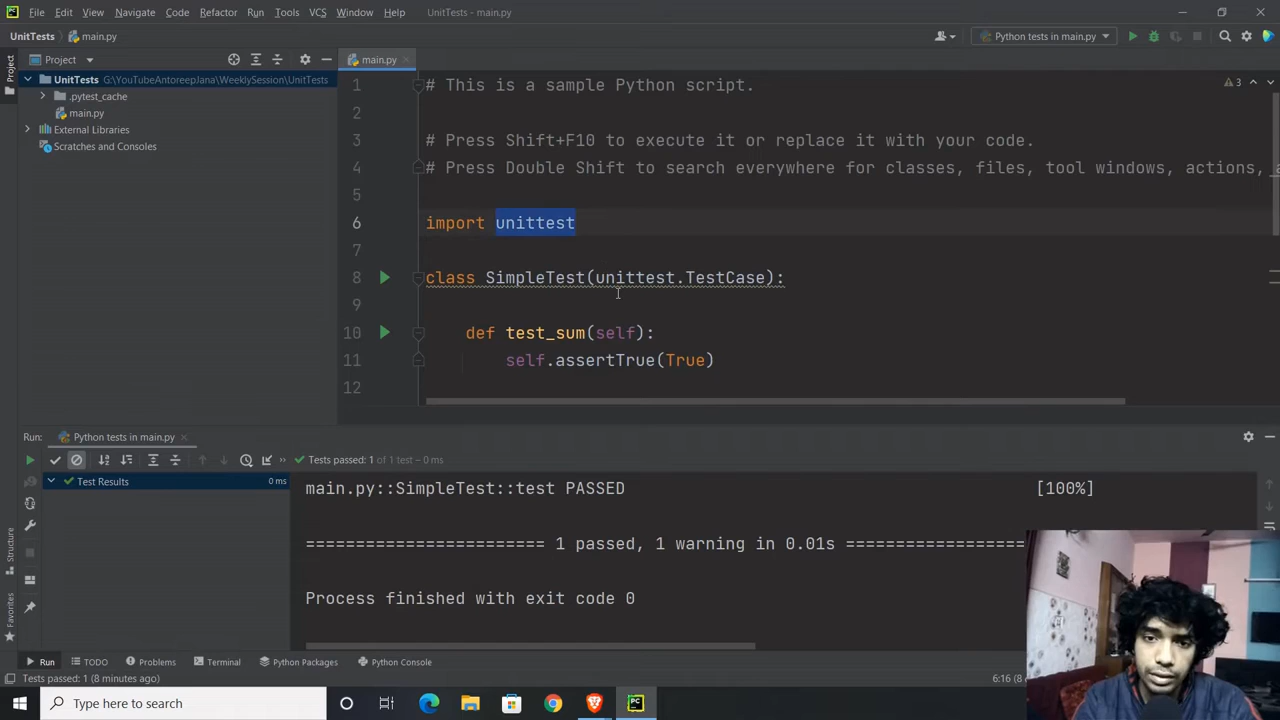 File Edit View Navigate Code Refactor Run Tools VCS Window Help UnitTests - main.py
UnitTests main.py
Python tests in main.py
Project
main.py
Project
UnitTests G:\YouTubeAntoreepJana\WeeklySession\UnitTests
.pytest_cache
main.py
External Libraries
Scratches and Consoles
3
1 # This is a sample Python script.
2
3 # Press Shift+F10 to execute it or replace it with your code.
4 # Press Double Shift to search everywhere for classes, files, tool windows, actions,
5
6 import unittest
7
8 class SimpleTest(unittest.TestCase):
9
10 def test_sum(self):
11 self.assertTrue(True)
12
Run: Python tests in main.py
Tests passed: 1 of 1 test – 0 ms
Test Results 0 ms
main.py::SimpleTest::test PASSED [100%]
======================== 1 passed, 1 warning in 0.01s ==================
Process finished with exit code 0
Structure
Favorites
Run TODO Problems Terminal Python Packages Python Console
Tests passed: 1 (8 minutes ago) 6:16 (8
Type here to search